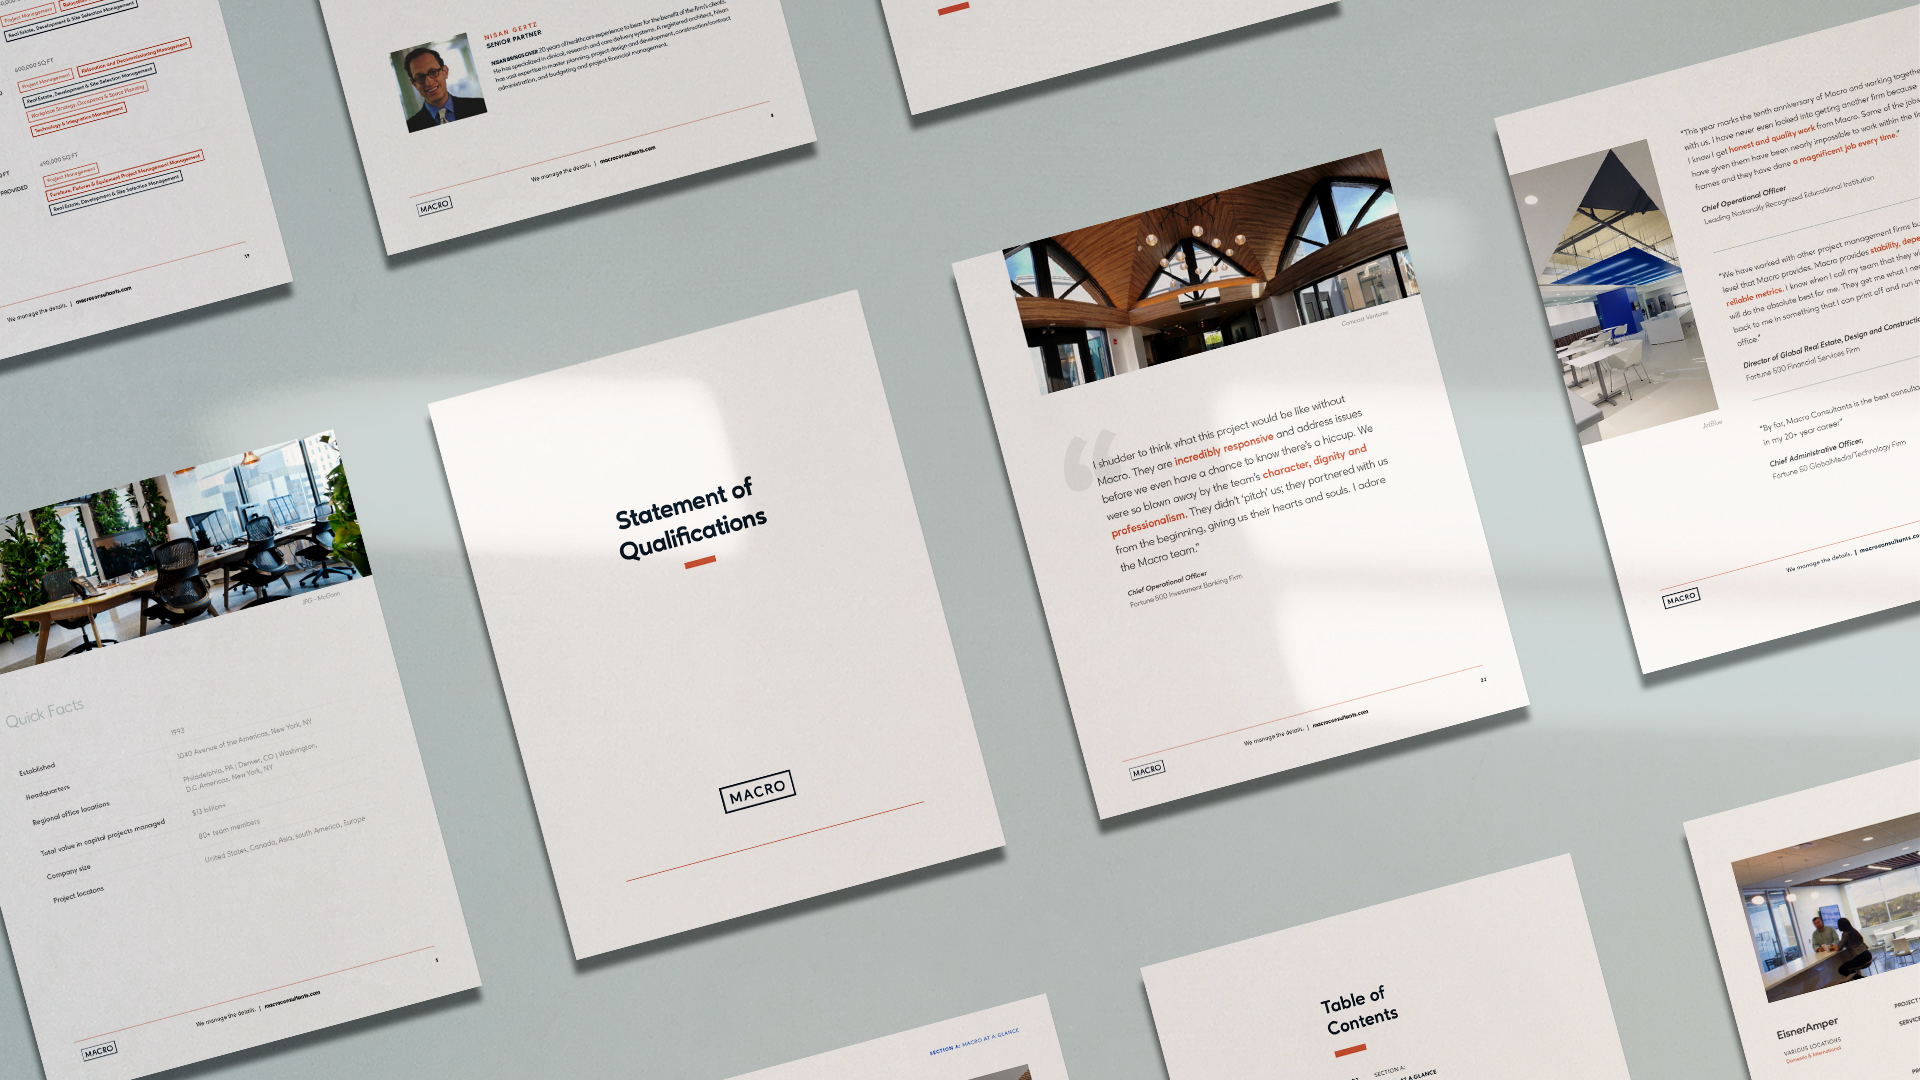 Project Management
Real Estate, Development & Site Selection Management
600,000 SQ FT
Project Management
Relocation and Decommissioning Management
Real Estate, Development & Site Selection Management
Workplace Strategy, Occupancy & Space Planning
Technology & Integration Management
490,000 SQ FT
PROVIDED
Project Management
Furniture, Fixtures & Equipment Project Management
Real Estate, Development & Site Selection Management
We manage the details. | macroconsultants.com
NISAN GERTZ
SENIOR PARTNER
NISAN BRINGS OVER 20 years of healthcare experience to bear for the benefit of the firm's clients.
He has specialized in clinical, research and care delivery systems. A registered architect, Nisan
has vast expertise in master planning, project design and development, construction/contract
administration, and budgeting and project financial management.
We manage the details. | macroconsultants.com
MACRO
"This year marks the tenth anniversary of Macro and working together
with us. I have never even looked into getting another firm because
I know I get honest and quality work from Macro. Some of the jobs
have given them have been nearly impossible to work within the
frames and they have done a magnificent job every time."
Chief Operational Officer
Leading Nationally Recognized Educational Institution
"We have worked with other project management firms
level that Macro provides. Macro provides stability,
reliable metrics. I know when I call my team that they
will do the absolute best for me. They get me what I
back to me in something that I can print off and run
office."
Director of Global Real Estate, Design and
Fortune 500 Financial Services Firm
"By far, Macro Consultants is the best
in my 20+ year career."
Chief Administrative Officer,
Fortune 50 GlobalMedia/Technology Firm
JetBlue
We manage the details. |
MACRO
Comcast Ventures
"
I shudder to think what this project would be like without
Macro. They are incredibly responsive and address issues
before we even have a chance to know there's a hiccup. We
were so blown away by the team's character, dignity and
professionalism. They didn't 'pitch' us; they partnered with us
from the beginning, giving us their hearts and souls. I adore
the Macro team."
Chief Operational Officer
Fortune 500 Investment Banking Firm
We manage the details. | macroconsultants.com
MACRO
Statement of
Qualifications
MACRO
JPG - McGann
Quick Facts
Established
1993
Headquarters
1040 Avenue of the Americas, New York, NY
Regional office locations
Philadelphia, PA | Denver, CO | Washington,
D.C. Americas, New York, NY
Total value in capital projects managed
$13 billion+
Company size
80+ team members
Project locatons
United States, Canada, Asia, south America, Europe
We manage the details. | macroconsultants.com
MACRO
SECTION A: MACRO AT A GLANCE
Table of
Contents
SECTION A:
AT A GLANCE
EisnerAmper
VARIOUS LOCATIONS
Domestic & International
PROJECT